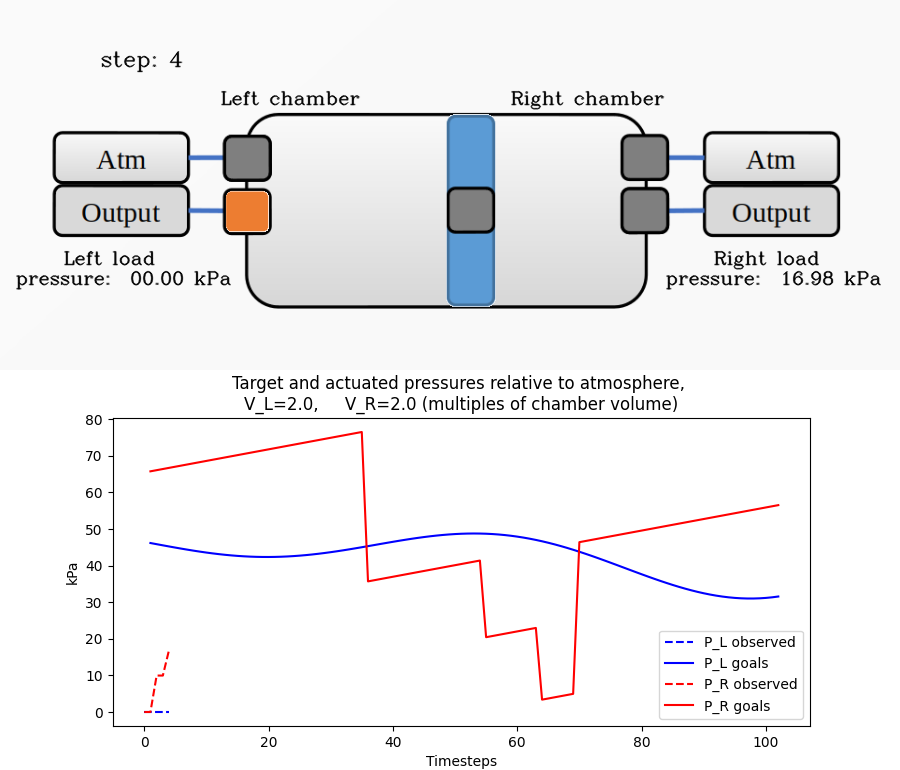 step: 4
Left chamber
Right chamber
Atm
Atm
Output
Output
Left load
pressure: 00.00 kPa
Right load
pressure: 16.98 kPa
Target and actuated pressures relative to atmosphere,
V_L=2.0, V_R=2.0 (multiples of chamber volume)
80
70
60
50
40
30
20
10
0
kPa
P_L observed
P_L goals
P_R observed
P_R goals
0
20
40
60
80
100
Timesteps